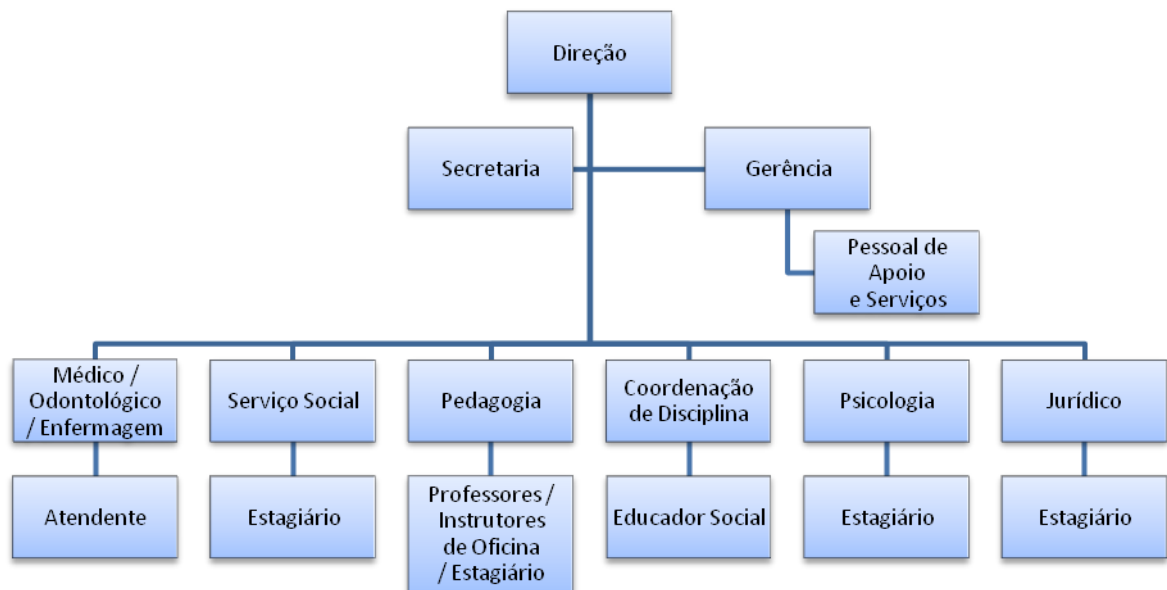 Direção
Secretaria
Gerência
Pessoal de
Apoio
e Serviços
Médico /
Odontológico
/ Enfermagem
Serviço Social
Pedagogia
Coordenação
de Disciplina
Psicologia
Jurídico
Atendente
Estagiário
Professores /
Instrutores
de Oficina
/ Estagiário
Educador Social
Estagiário
Estagiário